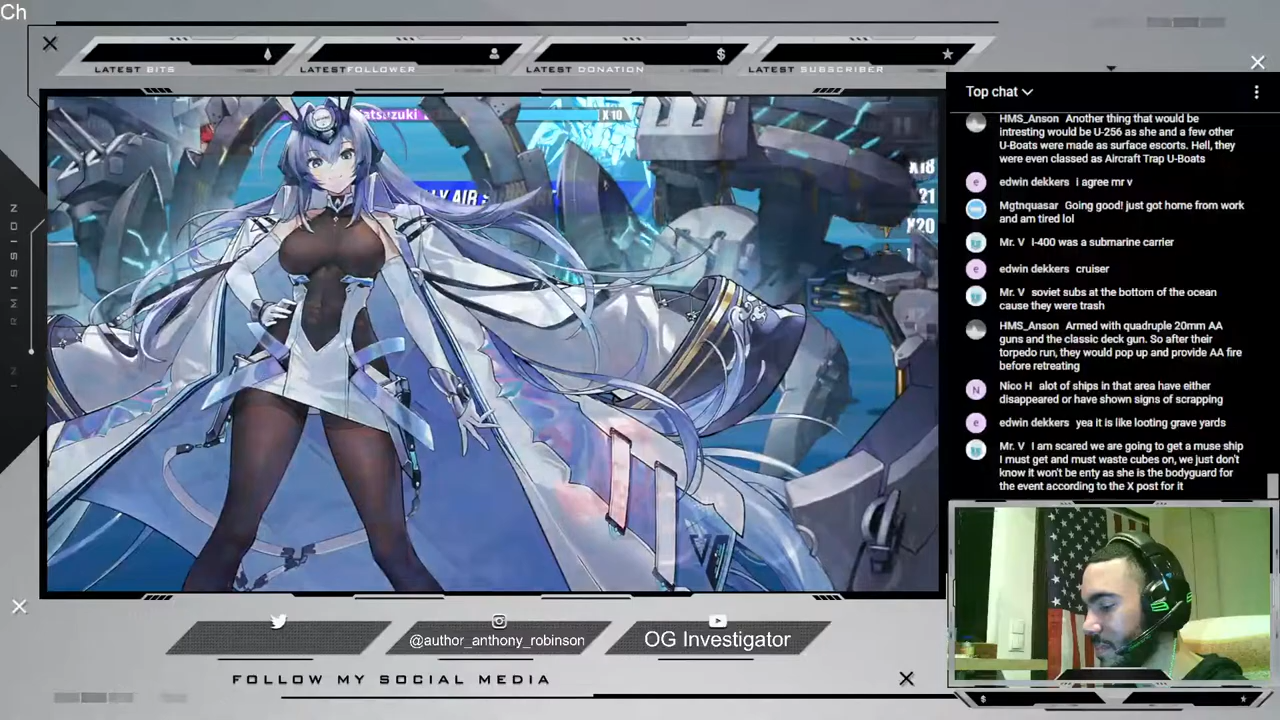 Ch
LATEST BITS
LATEST FOLLOWER
LATEST DONATION
LATEST SUBSCRIBER
atsuzuki
X 10
LY AIR
X18
21
X20
INTERMISSION
Top chat
HMS_Anson Another thing that would be
intresting would be U-256 as she and a few other
U-Boats were made as surface escorts. Hell, they
were even classed as Aircraft Trap U-Boats
edwin dekkers i agree mr v
Mgtnquasar Going good! just got home from work
and am tired lol
Mr. V I-400 was a submarine carrier
edwin dekkers cruiser
Mr. V soviet subs at the bottom of the ocean
cause they were trash
HMS_Anson Armed with quadruple 20mm AA
guns and the classic deck gun. So after their
torpedo run, they would pop up and provide AA fire
before retreating
Nico H alot of ships in that area have either
disappeared or have shown signs of scrapping
edwin dekkers yea it is like looting grave yards
Mr. V I am scared we are going to get a muse ship
I must get and must waste cubes on, we just don't
know it won't be enty as she is the bodyguard for
the event according to the X post for it
@author_anthony_robinson
OG Investigator
FOLLOW MY SOCIAL MEDIA